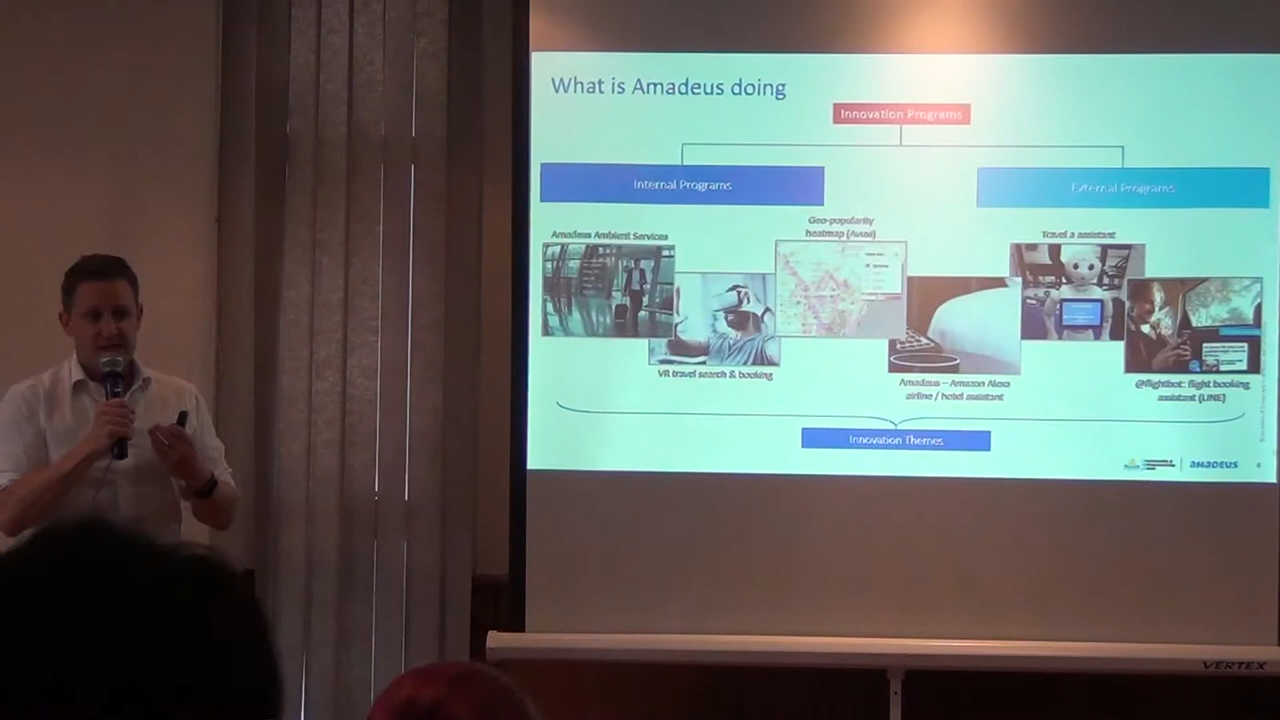 What is Amadeus doing
Innovation Programs
Internal Programs
External Programs
Amadeus Ambient Services
Geo-popularity
heatmap (Avuxi)
Travel a assistant
VR travel search & booking
Amadeus – Amazon Alexa
airline / hotel assistant
@flightbot: flight booking
assistant (LINE)
Innovation Themes
amadeus
VERTEX